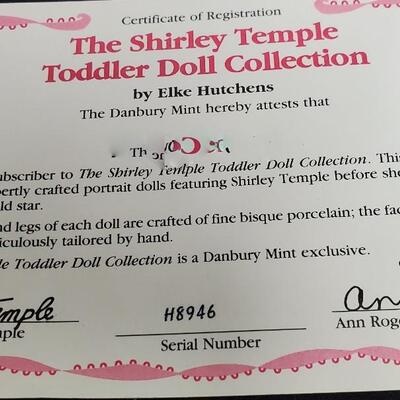 Certificate of Registration
The Shirley Temple
Toddler Doll Collection
by Elke Hutchens
The Danbury Mint hereby attests that
ubscriber to The Shirley Temple Toddler Doll Collection. This
pertly crafted portrait dolls featuring Shirley Temple before she
ld star.
nd legs of each doll are crafted of fine bisque porcelain; the fac
iculously tailored by hand.
le Toddler Doll Collection is a Danbury Mint exclusive.
emple
mple
H8946
Serial Number
An
Ann Roge